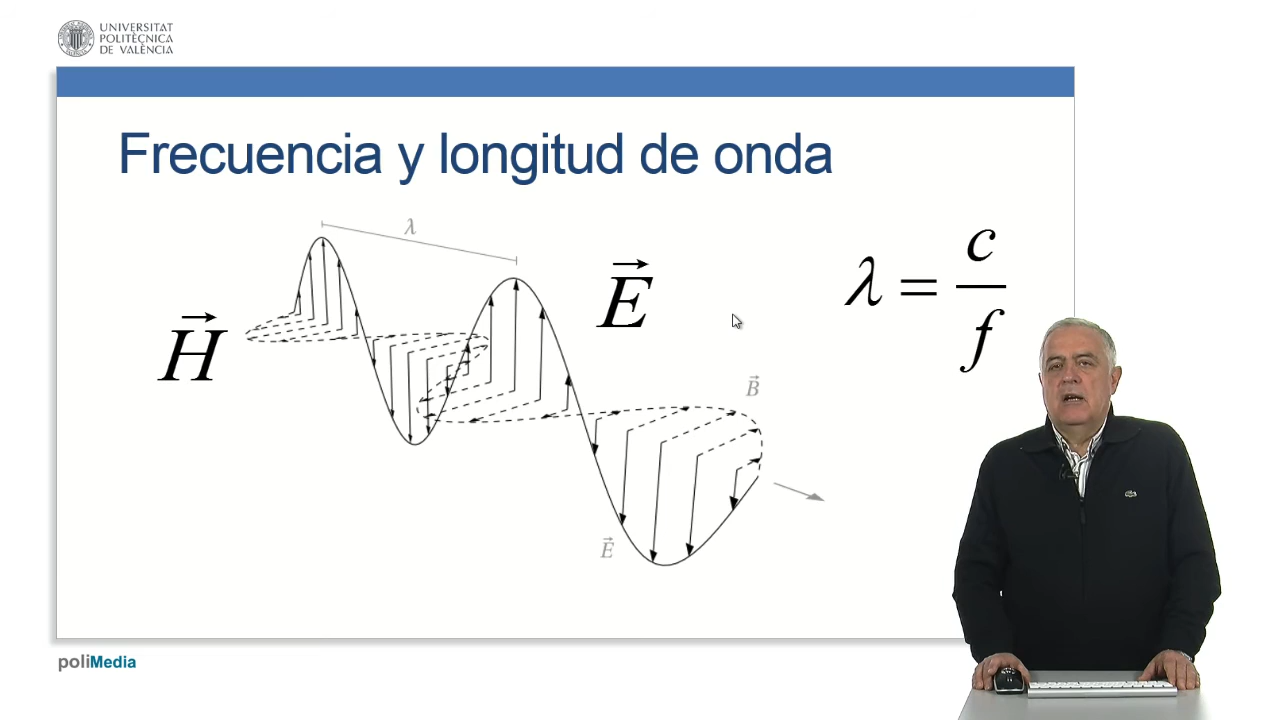 UNIVERSITAT
POLITÈCNICA
DE VALÈNCIA
Frecuencia y longitud de onda
λ
E⃗
H⃗
λ = c / f
B⃗
E⃗
poliMedia